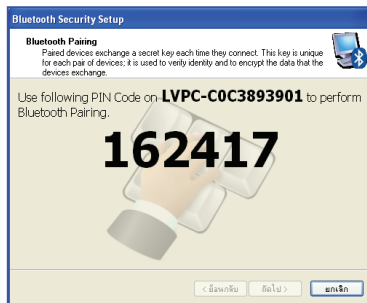 Bluetooth Security Setup
Bluetooth Pairing
Paired devices exchange a secret key each time they connect. This key is unique
for each pair of devices; it is used to verify identity and to encrypt the data that the
devices exchange.
Use following PIN Code on LVPC-C0C3893901 to perform
Bluetooth Pairing.
162417
< ย้อนกลับ ถัดไป > ยกเลิก